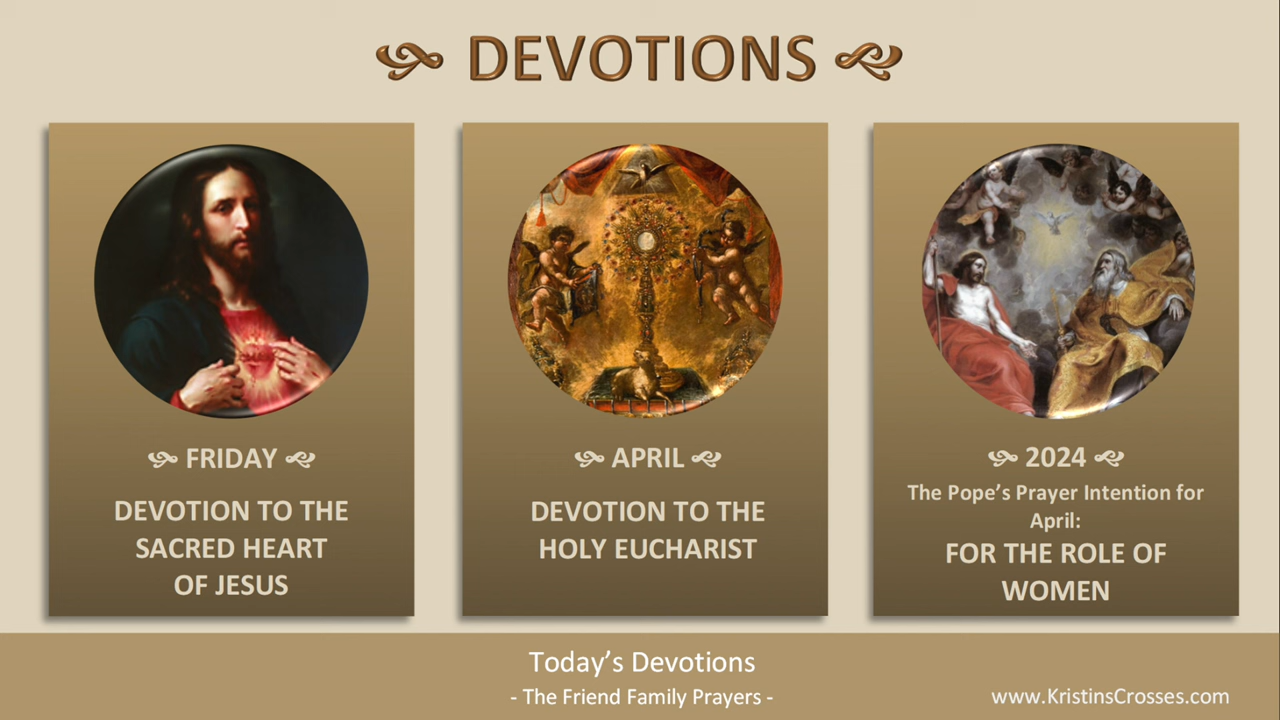 DEVOTIONS
FRIDAY
DEVOTION TO THE
SACRED HEART
OF JESUS
APRIL
DEVOTION TO THE
HOLY EUCHARIST
2024
The Pope’s Prayer Intention for
April:
FOR THE ROLE OF
WOMEN
Today’s Devotions
- The Friend Family Prayers -
www.KristinsCrosses.com